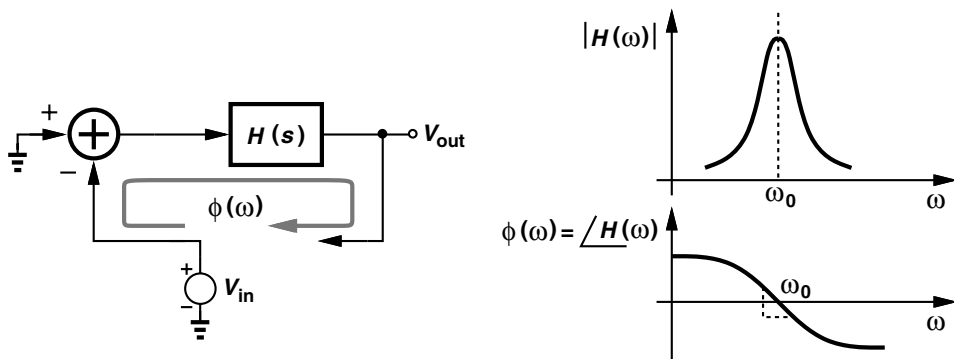 +
−
+
H(s)
V_out
ϕ(ω)
+
−
V_in
|H(ω)|
ω_0
ω
ϕ(ω) = ∠H(ω)
ω_0
ω